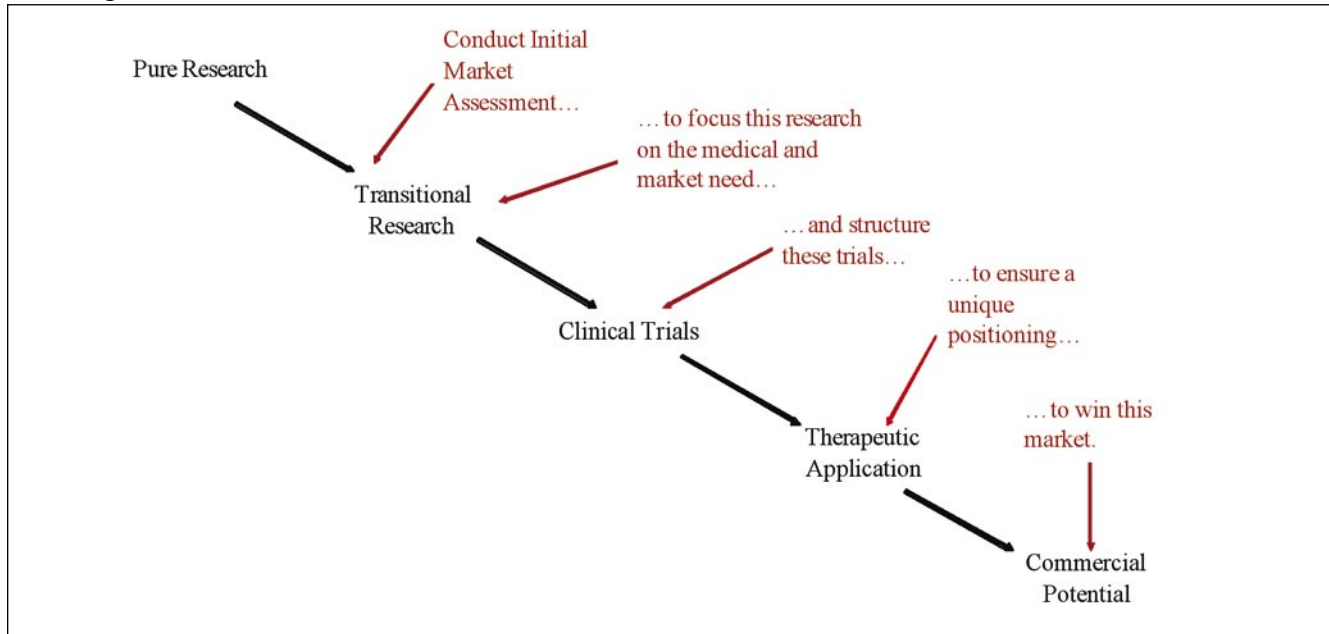 Pure Research
Conduct Initial
Market
Assessment…
…to focus this research
on the medical and
market need…
Transitional
Research
…and structure
these trials…
Clinical Trials
…to ensure a
unique
positioning…
Therapeutic
Application
…to win this
market.
Commercial
Potential